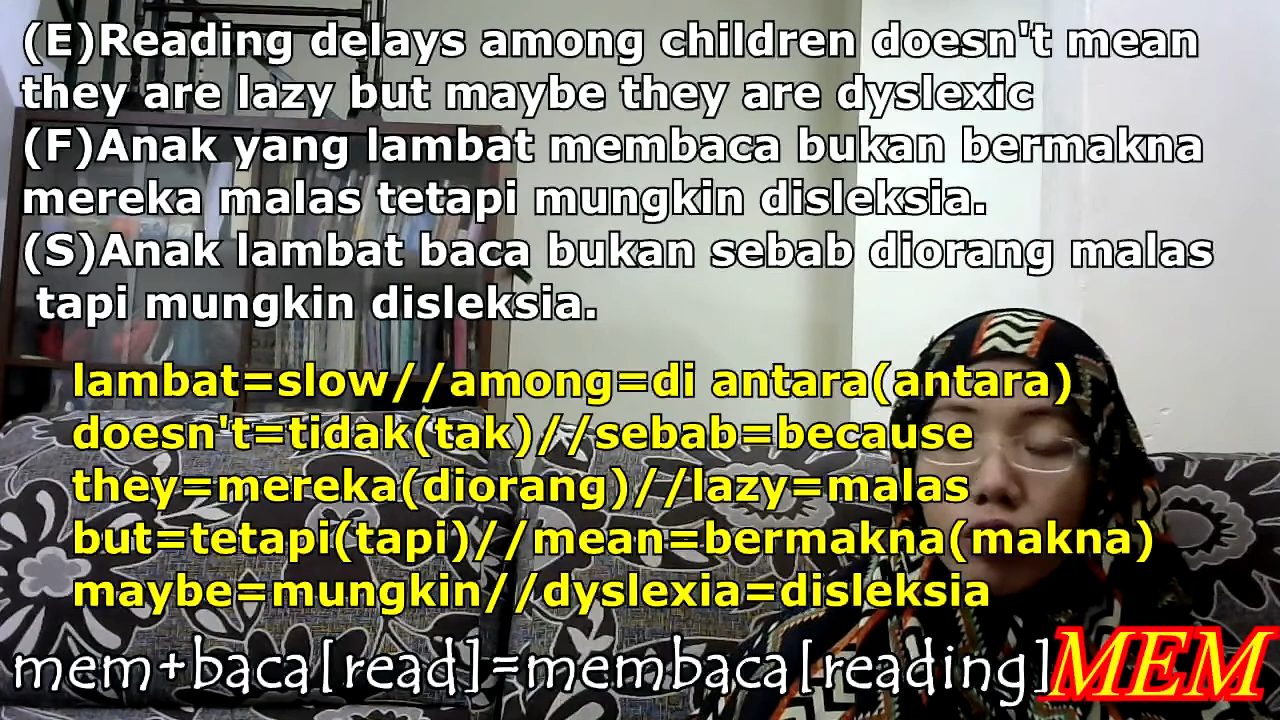 (E)Reading delays among children doesn't mean
they are lazy but maybe they are dyslexic
(F)Anak yang lambat membaca bukan bermakna
mereka malas tetapi mungkin disleksia.
(S)Anak lambat baca bukan sebab diorang malas
tapi mungkin disleksia.
lambat=slow//among=di antara(antara)
doesn't=tidak(tak)//sebab=because
they=mereka(diorang)//lazy=malas
but=tetapi(tapi)//mean=bermakna(makna)
maybe=mungkin//dyslexia=disleksia
mem+baca[read]=membaca[reading] MEM